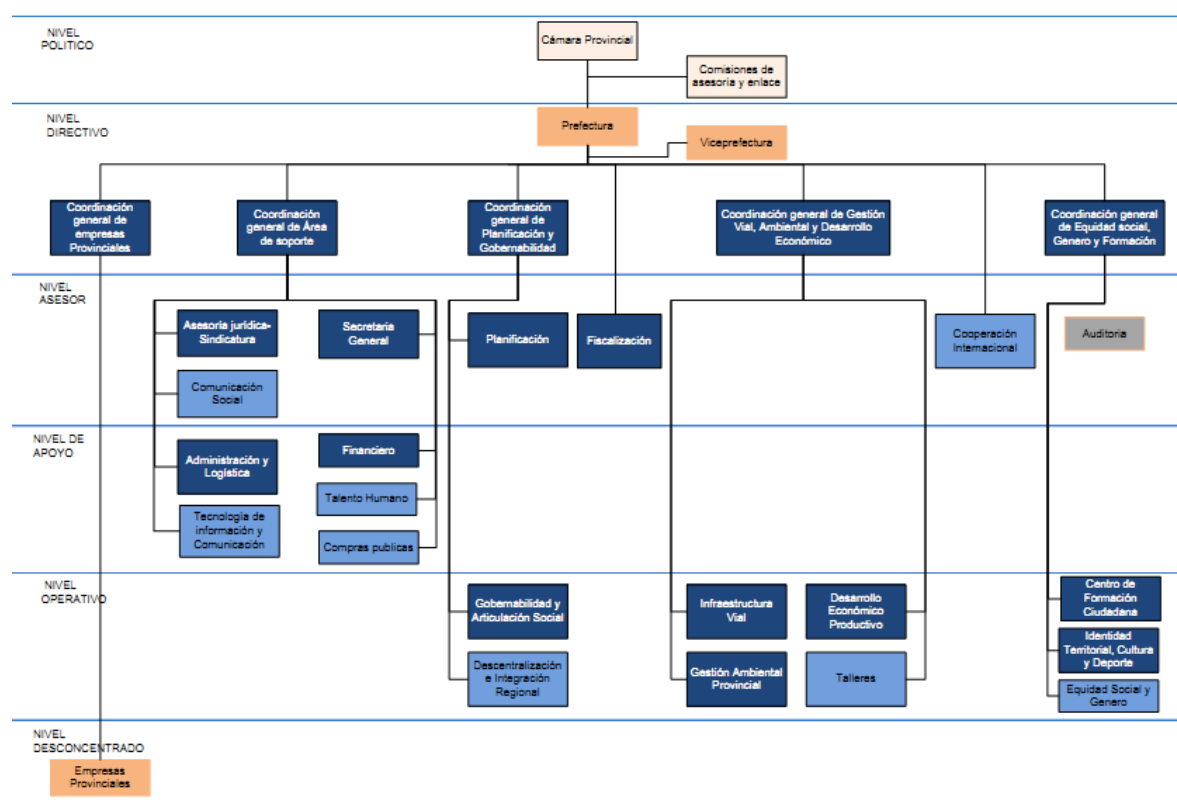 NIVEL
POLITICO
Cámara Provincial
Comisiones de
asesoria y enlace
NIVEL
DIRECTIVO
Prefectura
Viceprefectura
Coordinación
general de
empresas
Provinciales
Coordinación
general de Área
de soporte
Coordinación
general de
Planificación y
Gobernabilidad
Coordinación general de Gestión
Vial, Ambiental y Desarrollo
Económico
Coordinación general
de Equidad social,
Genero y Formación
NIVEL
ASESOR
Asesoría jurídica-
Sindicatura
Secretaria
General
Planificación
Fiscalización
Cooperación
Internacional
Auditoria
Comunicación
Social
NIVEL DE
APOYO
Administración y
Logística
Financiero
Talento Humano
Tecnología de
información y
Comunicación
Compras publicas
NIVEL
OPERATIVO
Gobernabilidad y
Articulación Social
Infraestructura
Vial
Desarrollo
Económico
Productivo
Centro de
Formación
Ciudadana
Identidad
Territorial, Cultura
y Deporte
Descentralización
e Integración
Regional
Gestión Ambiental
Provincial
Talleres
Equidad Social y
Genero
NIVEL
DESCONCENTRADO
Empresas
Provinciales